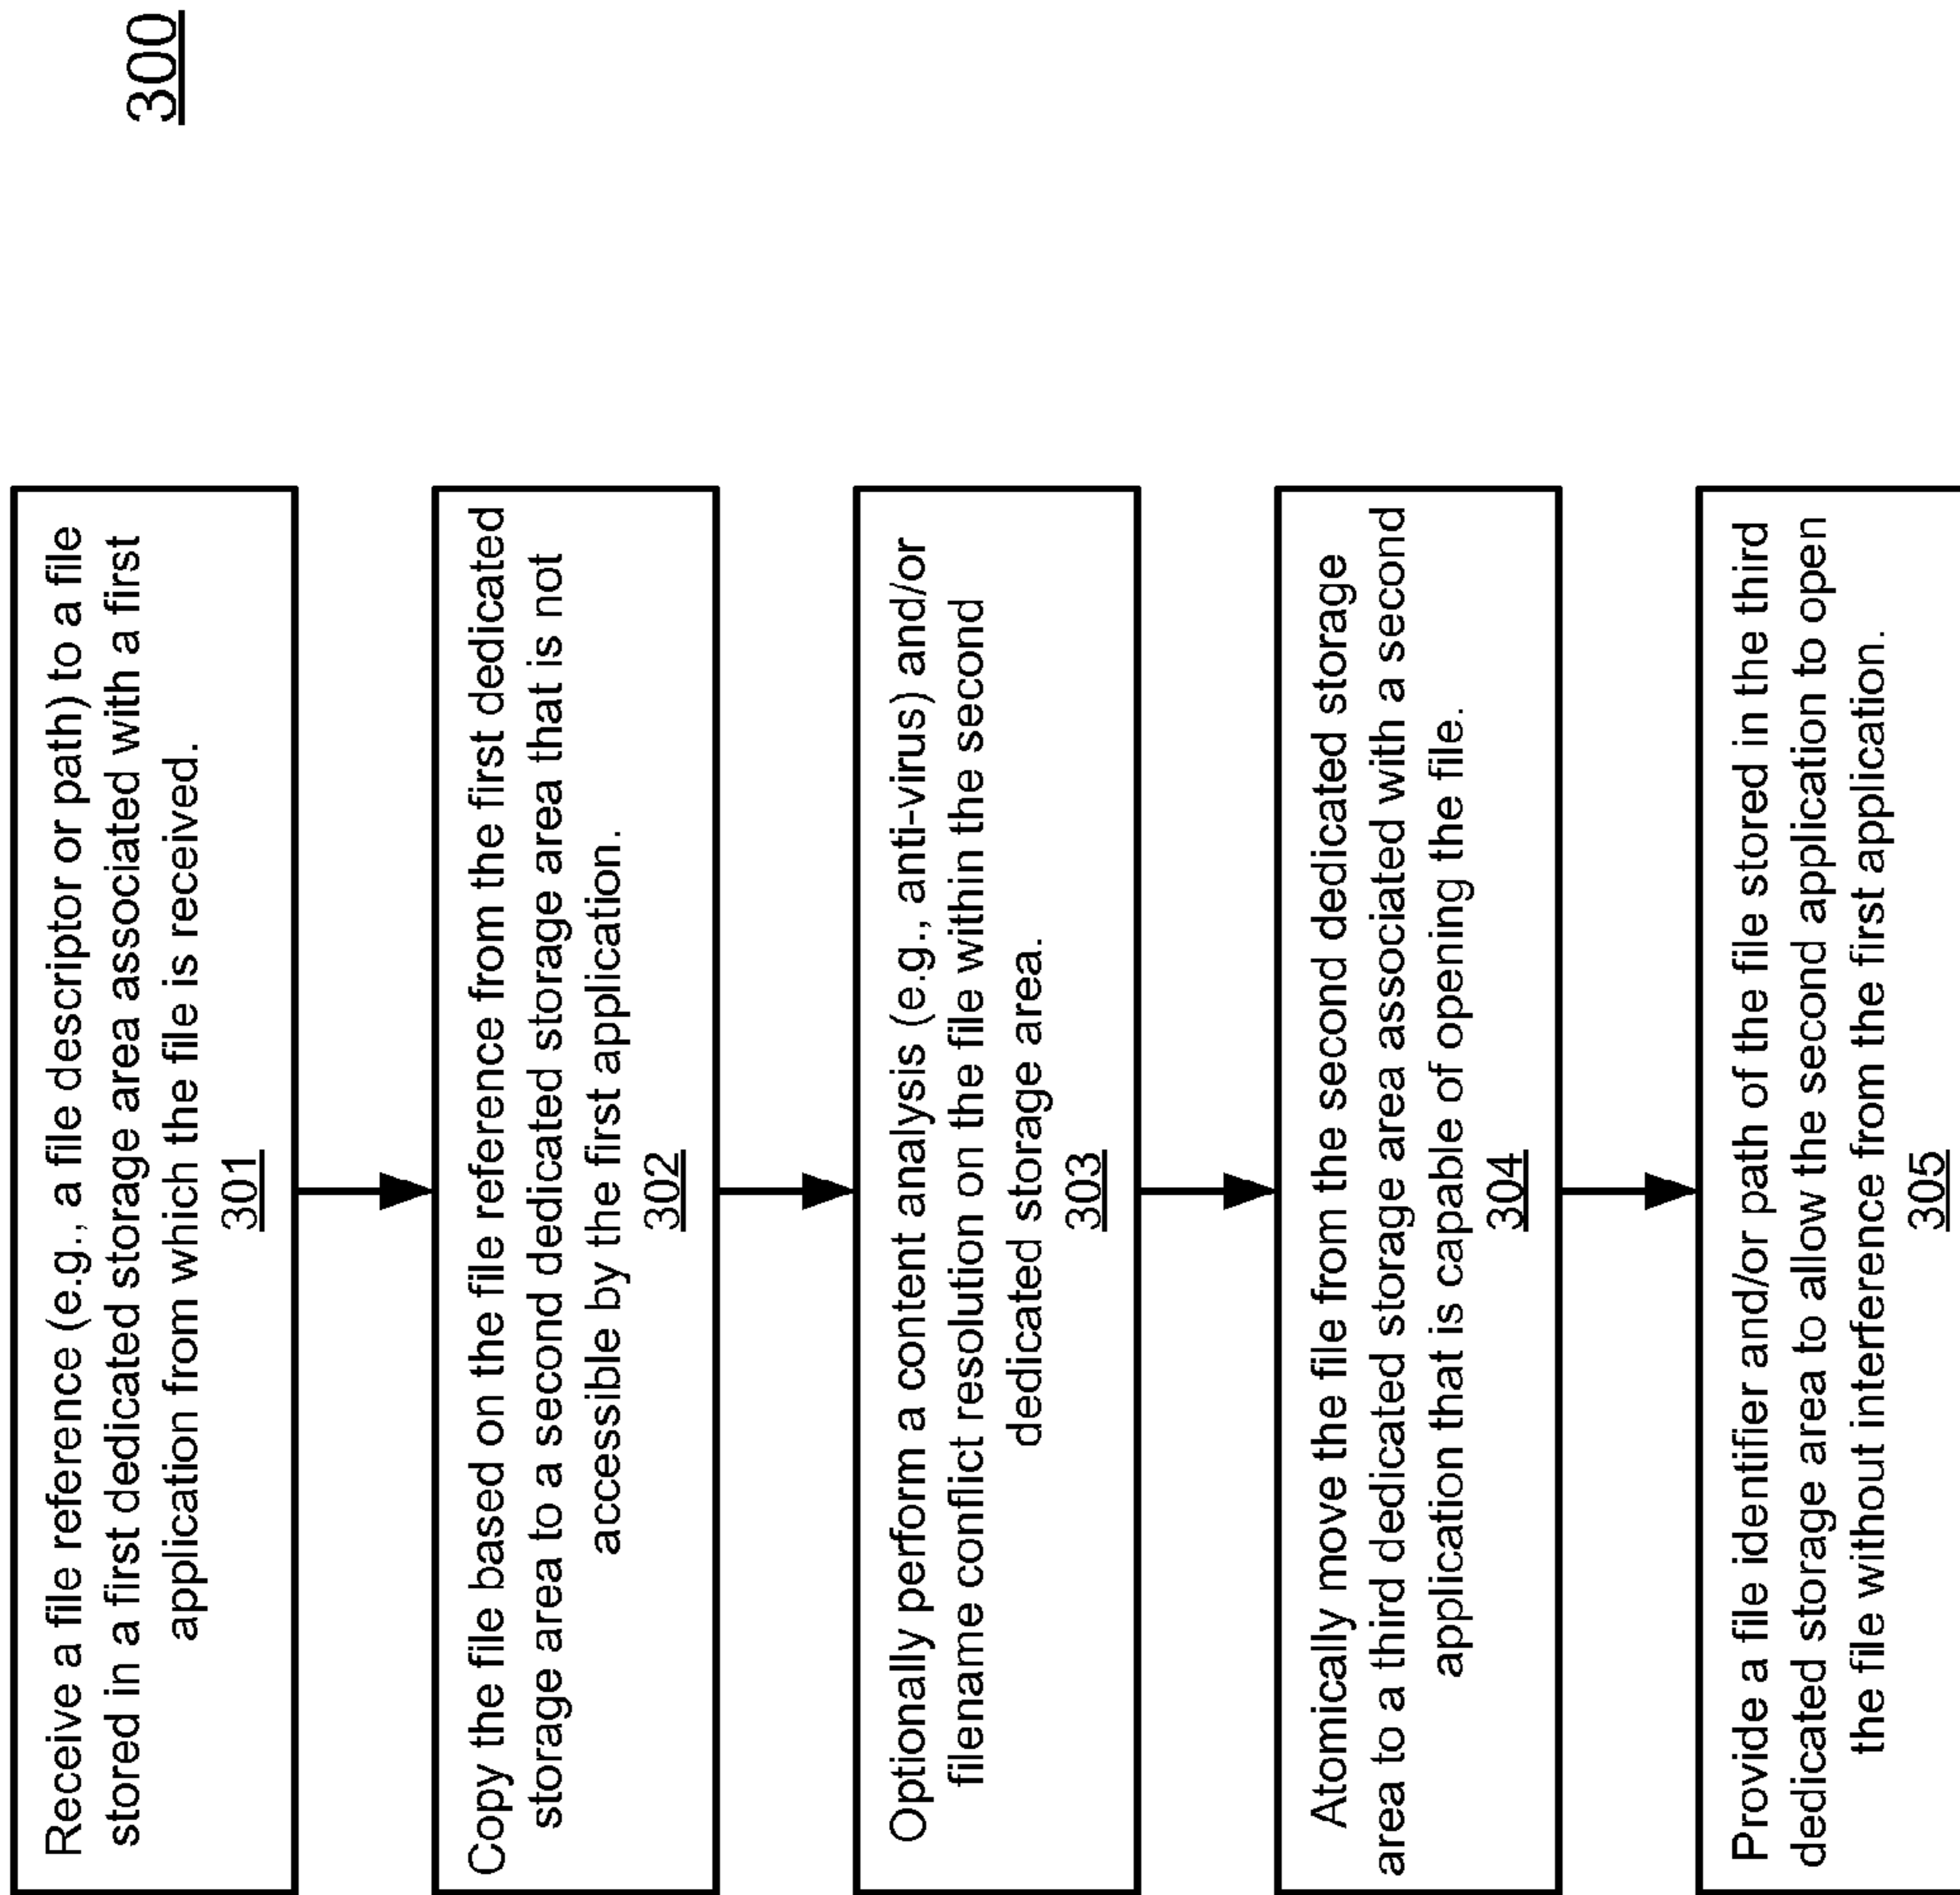 300
Receive a file reference (e.g., a file descriptor or path) to a file
stored in a first dedicated storage area associated with a first
application from which the file is received.
301
Copy the file based on the file reference from the first dedicated
storage area to a second dedicated storage area that is not
accessible by the first application.
302
Optionally perform a content analysis (e.g., anti-virus) and/or
filename conflict resolution on the file within the second
dedicated storage area.
303
Atomically move the file from the second dedicated storage
area to a third dedicated storage area associated with a second
application that is capable of opening the file.
304
Provide a file identifier and/or path of the file stored in the third
dedicated storage area to allow the second application to open
the file without interference from the first application.
305